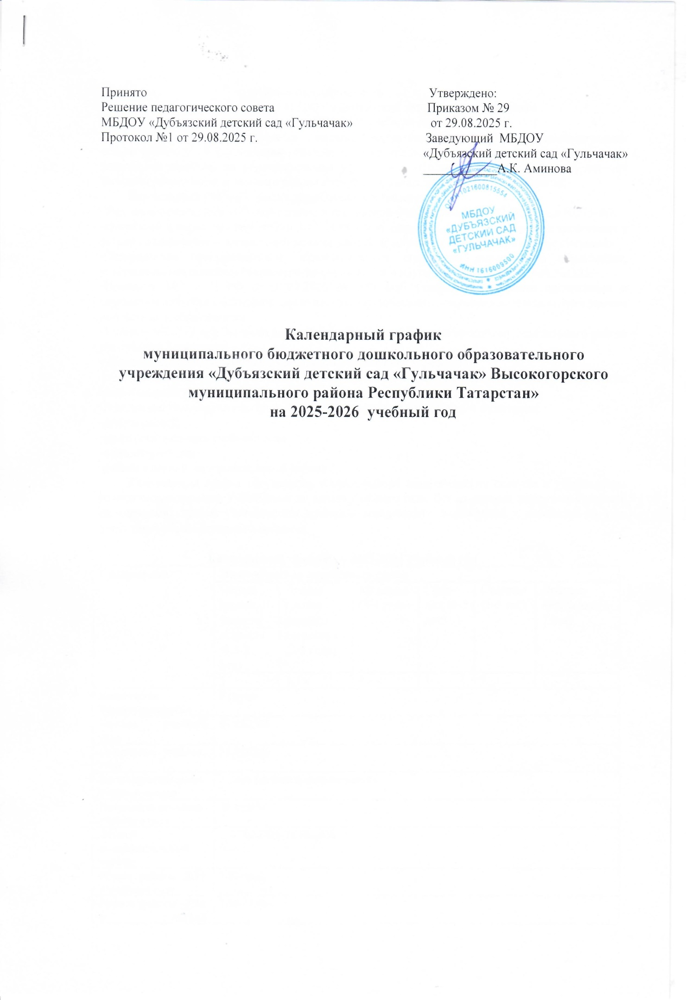 Принято
Решение педагогического совета
МБДОУ «Дубъязский детский сад «Гульчачак»
Протокол №1 от 29.08.2025 г.
Утверждено:
Приказом № 29
от 29.08.2025 г.
Заведующий МБДОУ
«Дубъязский детский сад «Гульчачак»
____________А.К. Аминова
ОГРН 1021600815554
МБДОУ
«ДУБЪЯЗСКИЙ
ДЕТСКИЙ САД
«ГУЛЬЧАЧАК»
ИНН 1616009500
Календарный график
муниципального бюджетного дошкольного образовательного
учреждения «Дубъязский детский сад «Гульчачак» Высокогорского
муниципального района Республики Татарстан»
на 2025-2026 учебный год